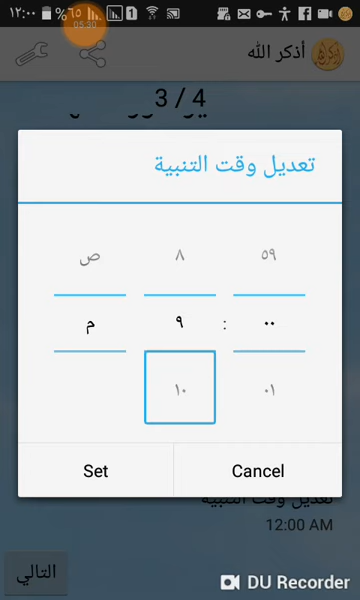 ١٢:٠٠
%٦٥
05:30
1
أذكر الله
3 / 4
تعديل وقت التنبية
ص ٨ ٥٩
م ٩ : ٠٠
١٠ ٠١
Set Cancel
تعديل وقت التنبية
12:00 AM
التالي
DU Recorder